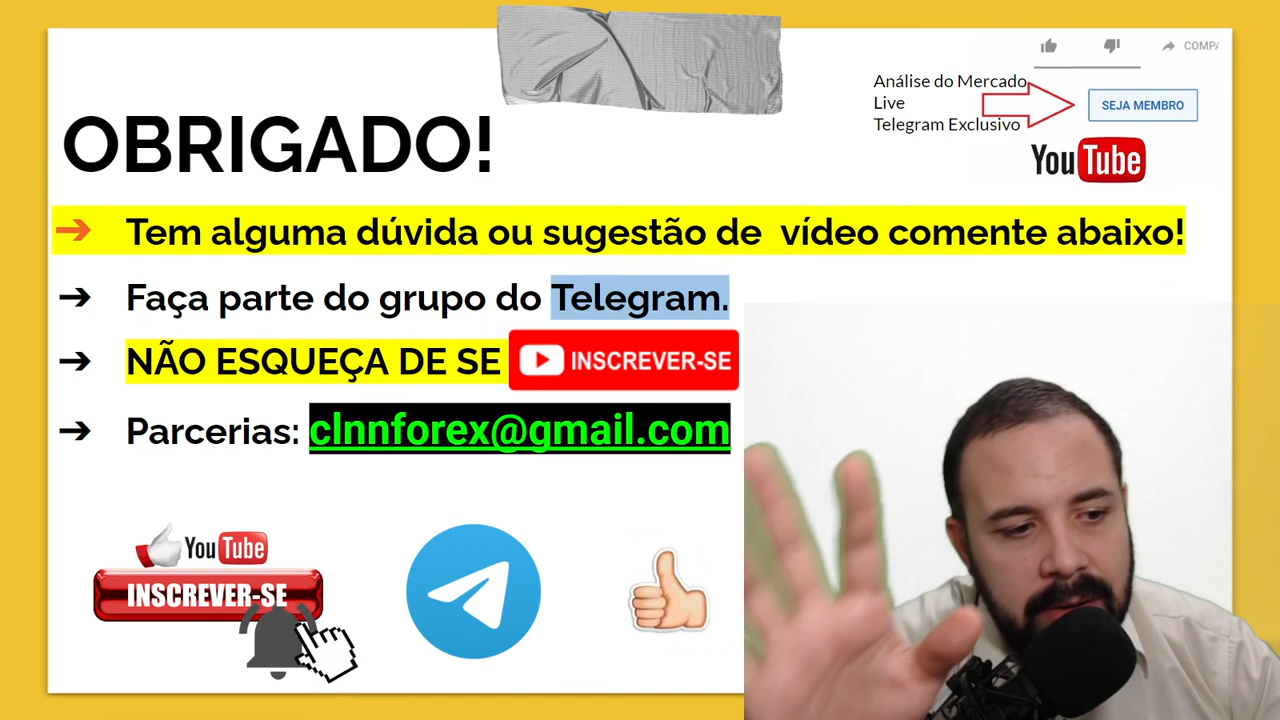 COMPA
Análise do Mercado
Live
Telegram Exclusivo
SEJA MEMBRO
YouTube
OBRIGADO!
➔ Tem alguma dúvida ou sugestão de vídeo comente abaixo!
➔ Faça parte do grupo do Telegram.
➔ NÃO ESQUEÇA DE SE INSCREVER-SE
➔ Parcerias: clnnforex@gmail.com
YouTube
INSCREVER-SE